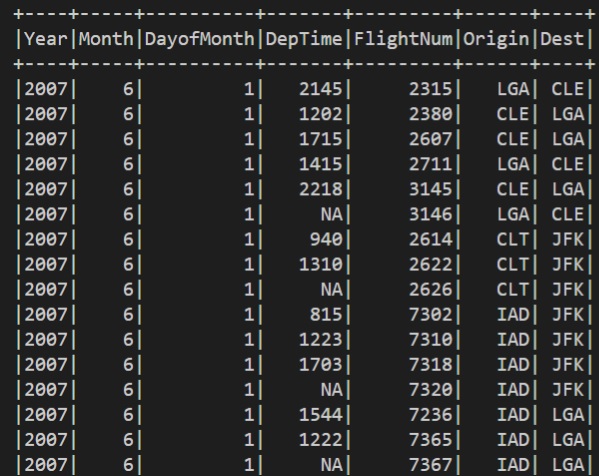 +----+-----+----------+-------+---------+------+----+
|Year|Month|DayofMonth|DepTime|FlightNum|Origin|Dest|
+----+-----+----------+-------+---------+------+----+
|2007|    6|         1|   2145|     2315|   LGA| CLE|
|2007|    6|         1|   1202|     2380|   CLE| LGA|
|2007|    6|         1|   1715|     2607|   CLE| LGA|
|2007|    6|         1|   1415|     2711|   LGA| CLE|
|2007|    6|         1|   2218|     3145|   CLE| LGA|
|2007|    6|         1|     NA|     3146|   LGA| CLE|
|2007|    6|         1|    940|     2614|   CLT| JFK|
|2007|    6|         1|   1310|     2622|   CLT| JFK|
|2007|    6|         1|     NA|     2626|   CLT| JFK|
|2007|    6|         1|    815|     7302|   IAD| JFK|
|2007|    6|         1|   1223|     7310|   IAD| JFK|
|2007|    6|         1|   1703|     7318|   IAD| JFK|
|2007|    6|         1|     NA|     7320|   IAD| JFK|
|2007|    6|         1|   1544|     7236|   IAD| LGA|
|2007|    6|         1|   1222|     7365|   IAD| LGA|
|2007|    6|         1|     NA|     7367|   IAD| LGA|